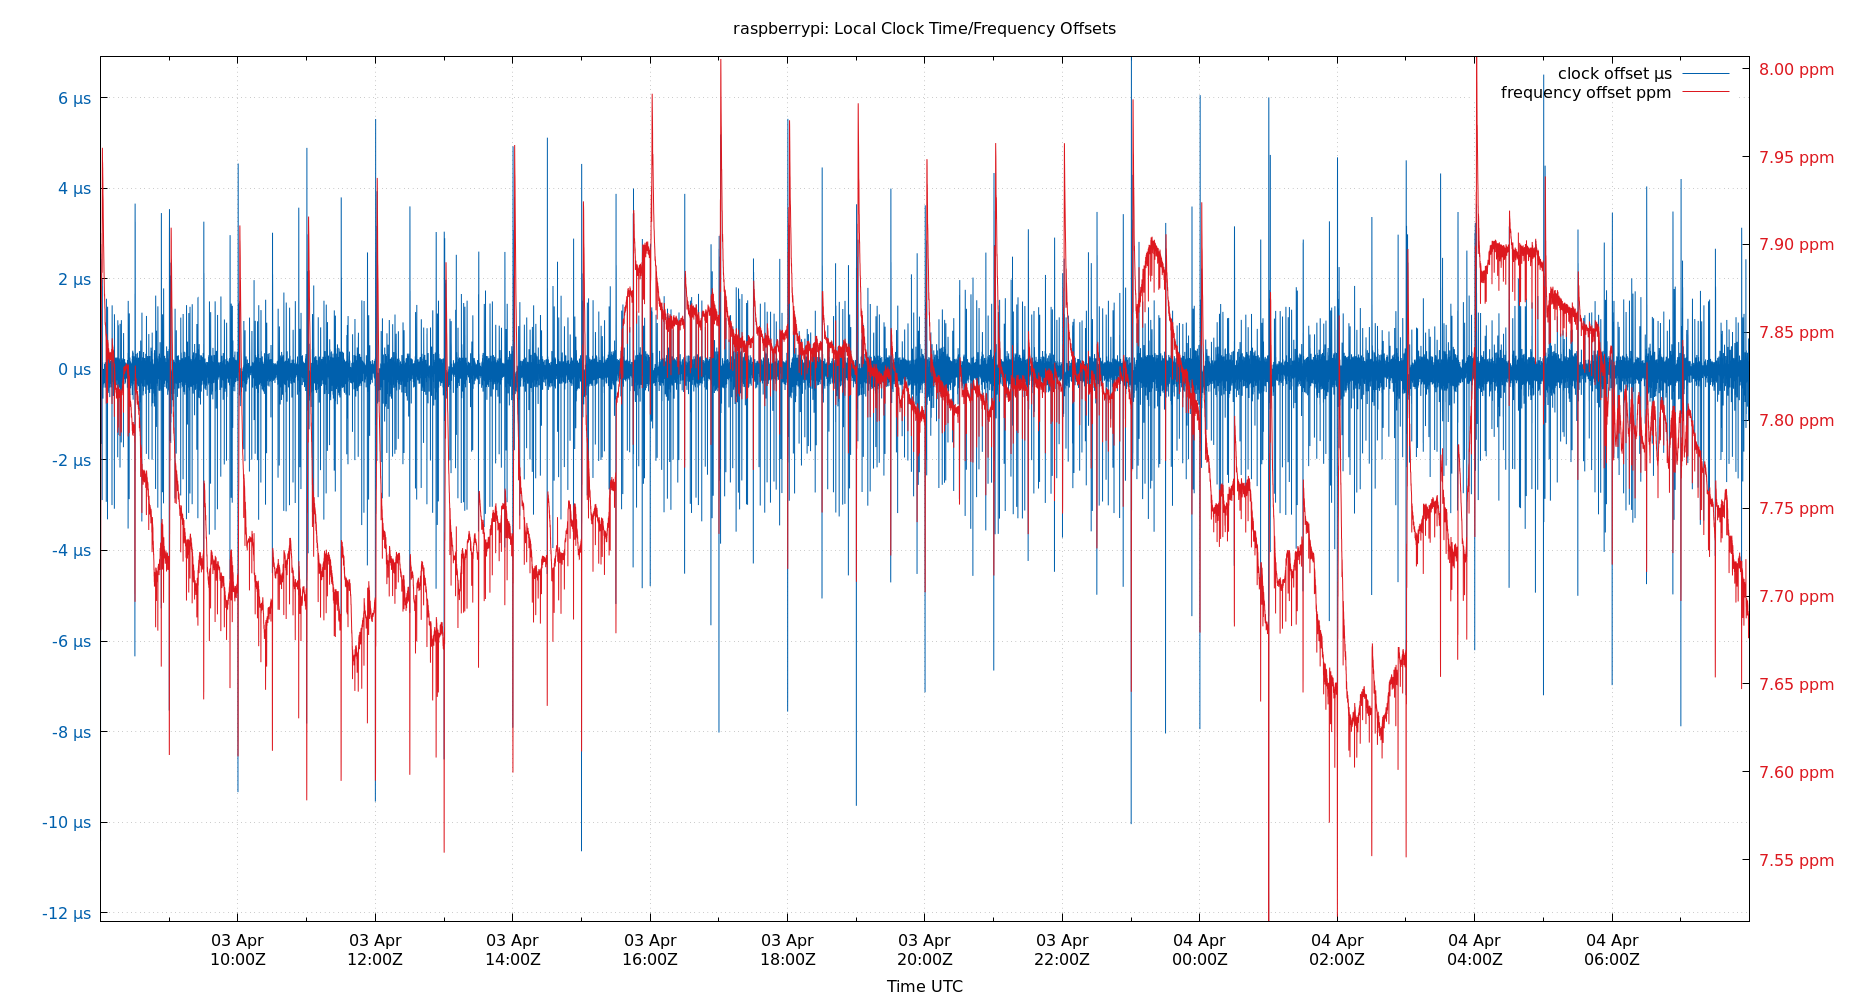 raspberrypi: Local Clock Time/Frequency Offsets
clock offset µs
frequency offset ppm
6 µs
4 µs
2 µs
0 µs
-2 µs
-4 µs
-6 µs
-8 µs
-10 µs
-12 µs
8.00 ppm
7.95 ppm
7.90 ppm
7.85 ppm
7.80 ppm
7.75 ppm
7.70 ppm
7.65 ppm
7.60 ppm
7.55 ppm
03 Apr
10:00Z
03 Apr
12:00Z
03 Apr
14:00Z
03 Apr
16:00Z
03 Apr
18:00Z
03 Apr
20:00Z
03 Apr
22:00Z
04 Apr
00:00Z
04 Apr
02:00Z
04 Apr
04:00Z
04 Apr
06:00Z
Time UTC